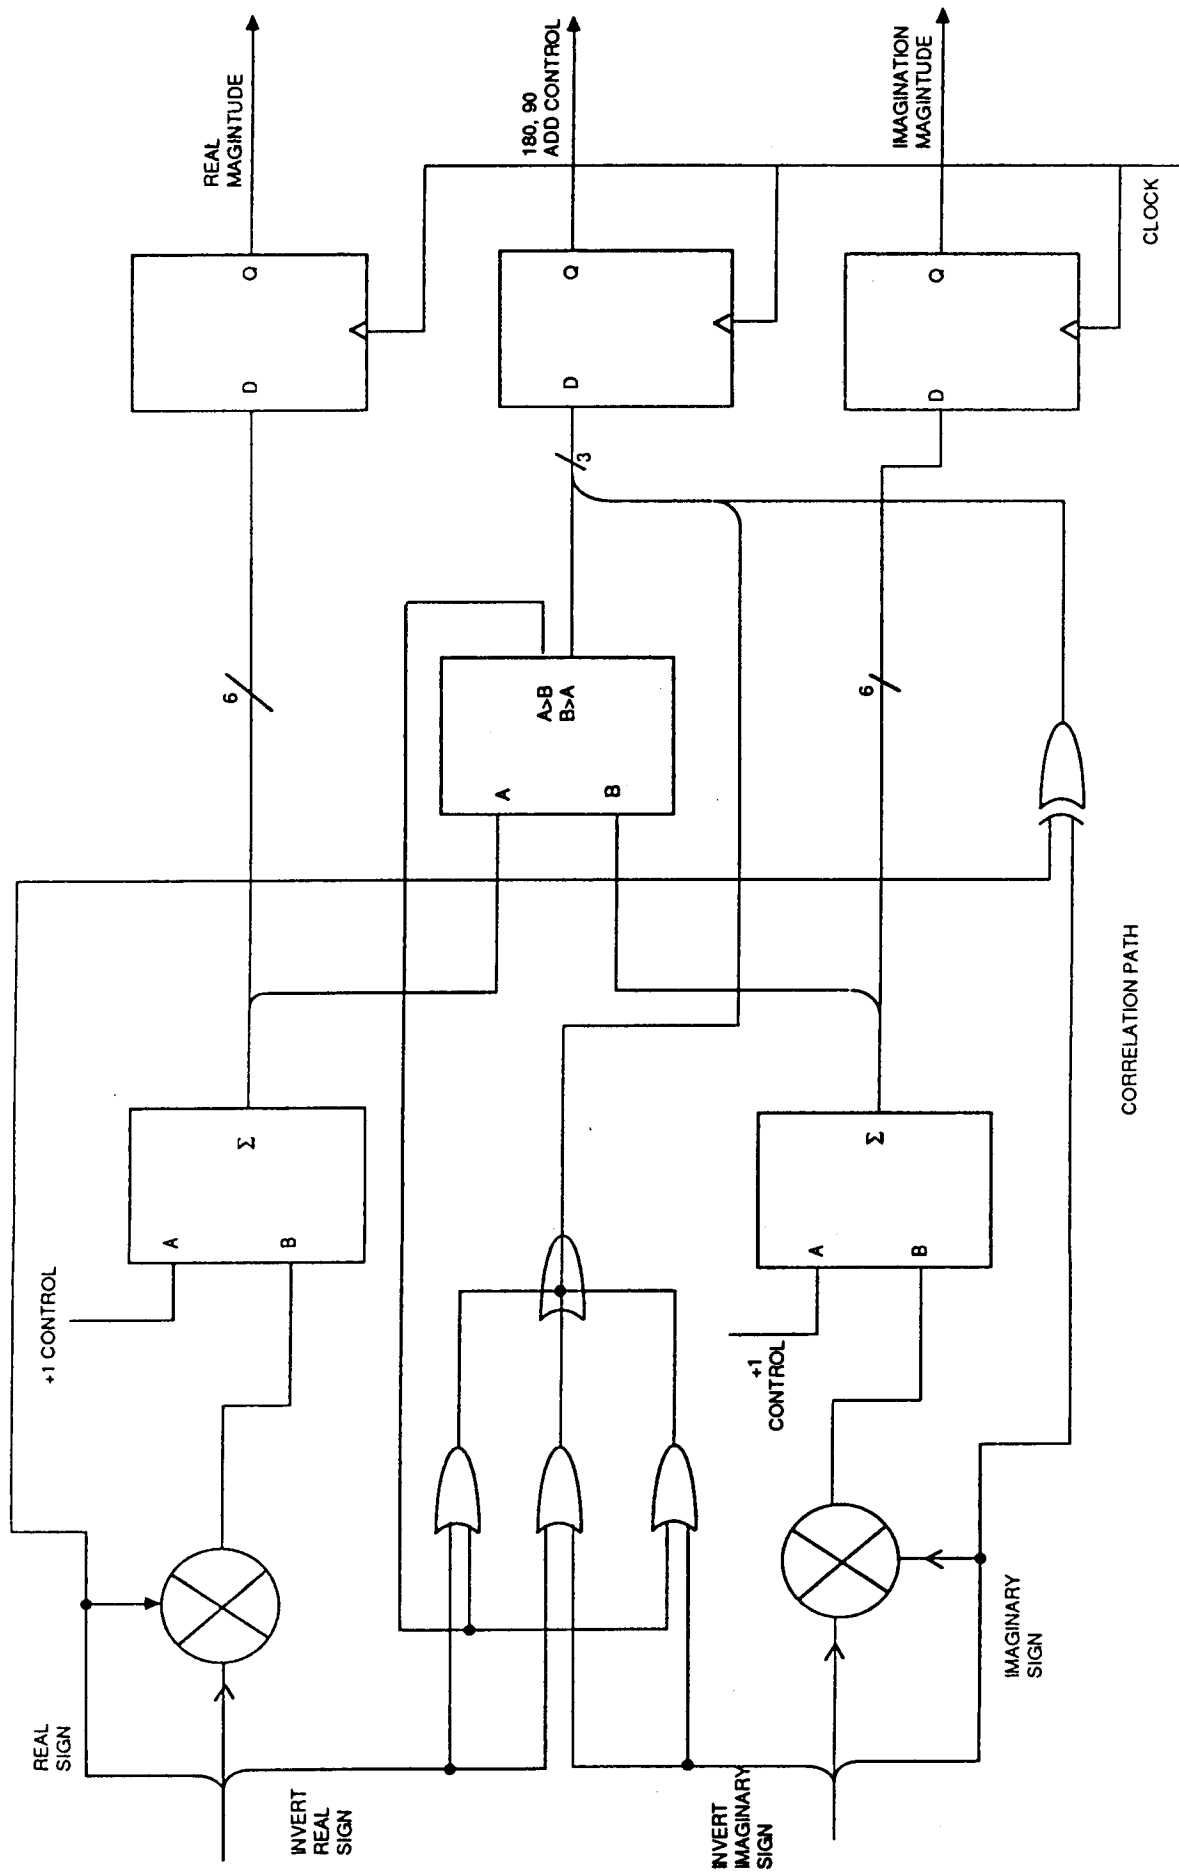 REAL
SIGN
+1 CONTROL
A
B
Σ
6
D
Q
REAL
MAGINTUDE
INVERT
REAL
SIGN
A
B
A>B
B>A
3
D
Q
180, 90
ADD CONTROL
INVERT
IMAGINARY
SIGN
+1
CONTROL
A
B
Σ
6
D
Q
IMAGINATION
MAGINTUDE
IMAGINARY
SIGN
CORRELATION PATH
CLOCK